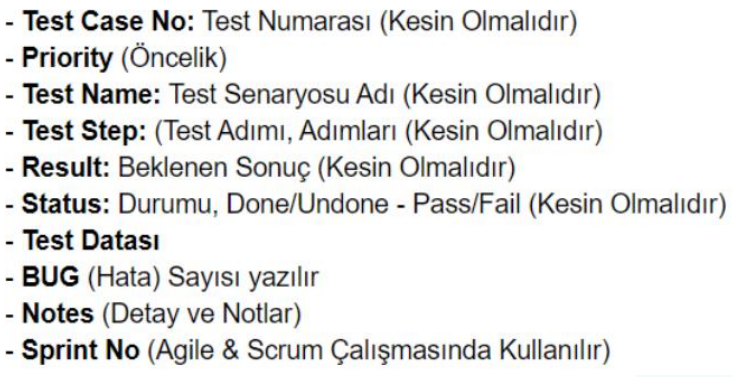 - Test Case No: Test Numarası (Kesin Olmalıdır)
- Priority (Öncelik)
- Test Name: Test Senaryosu Adı (Kesin Olmalıdır)
- Test Step: (Test Adımı, Adımları (Kesin Olmalıdır)
- Result: Beklenen Sonuç (Kesin Olmalıdır)
- Status: Durumu, Done/Undone - Pass/Fail (Kesin Olmalıdır)
- Test Datası
- BUG (Hata) Sayısı yazılır
- Notes (Detay ve Notlar)
- Sprint No (Agile & Scrum Çalışmasında Kullanılır)